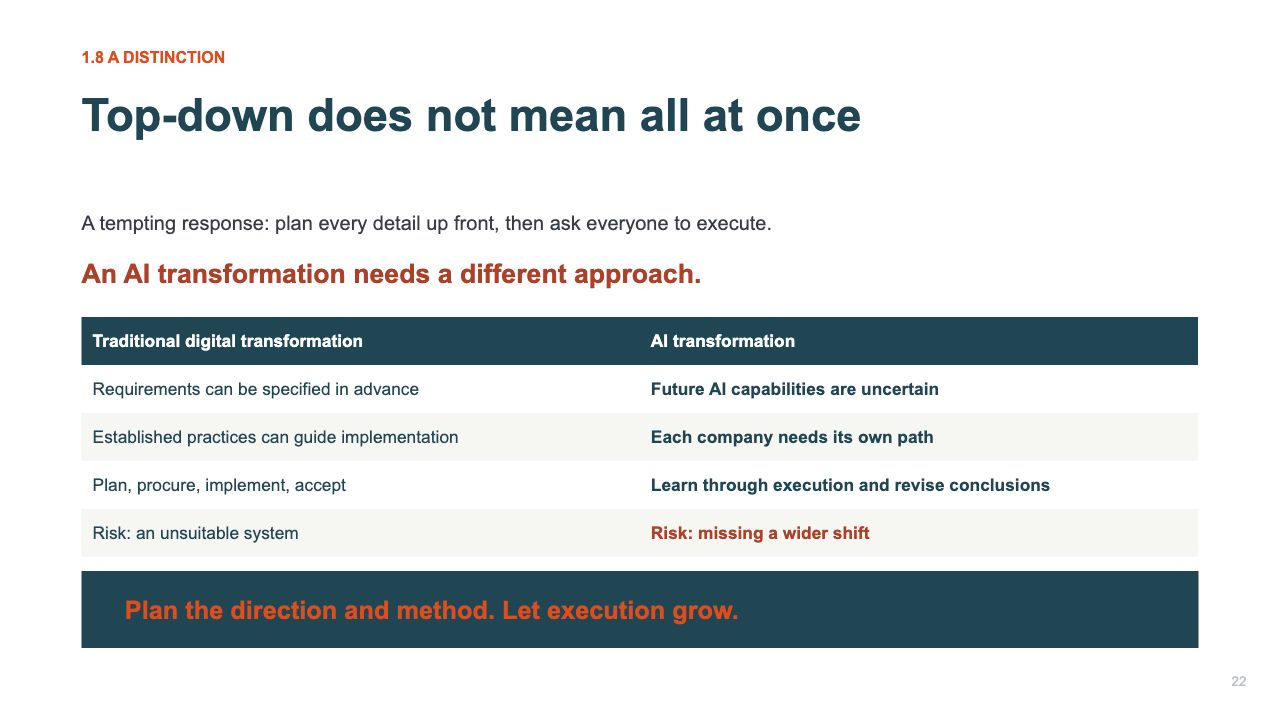 1.8 A DISTINCTION
Top-down does not mean all at once
A tempting response: plan every detail up front, then ask everyone to execute.
An AI transformation needs a different approach.
Traditional digital transformation
AI transformation
Requirements can be specified in advance
Future AI capabilities are uncertain
Established practices can guide implementation
Each company needs its own path
Plan, procure, implement, accept
Learn through execution and revise conclusions
Risk: an unsuitable system
Risk: missing a wider shift
Plan the direction and method. Let execution grow.
22